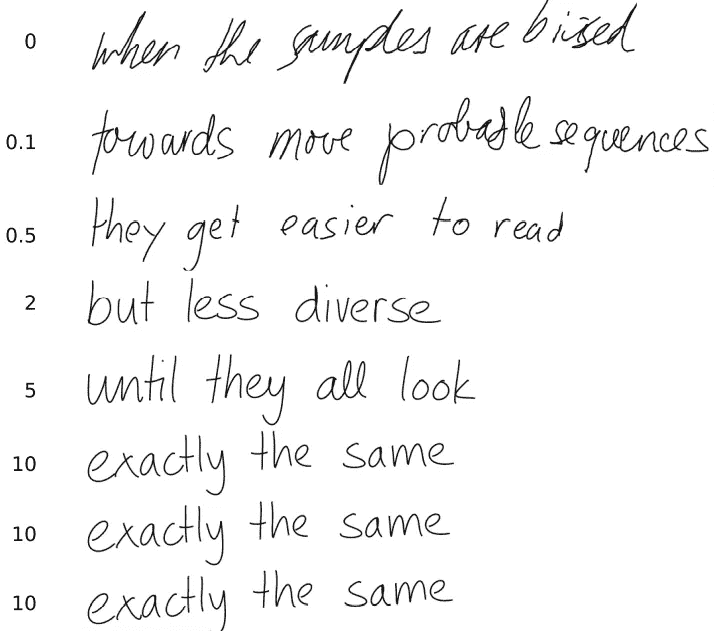 0 when the samples are biased
0.1 towards more probable sequences
0.5 they get easier to read
2 but less diverse
5 until they all look
10 exactly the same
10 exactly the same
10 exactly the same